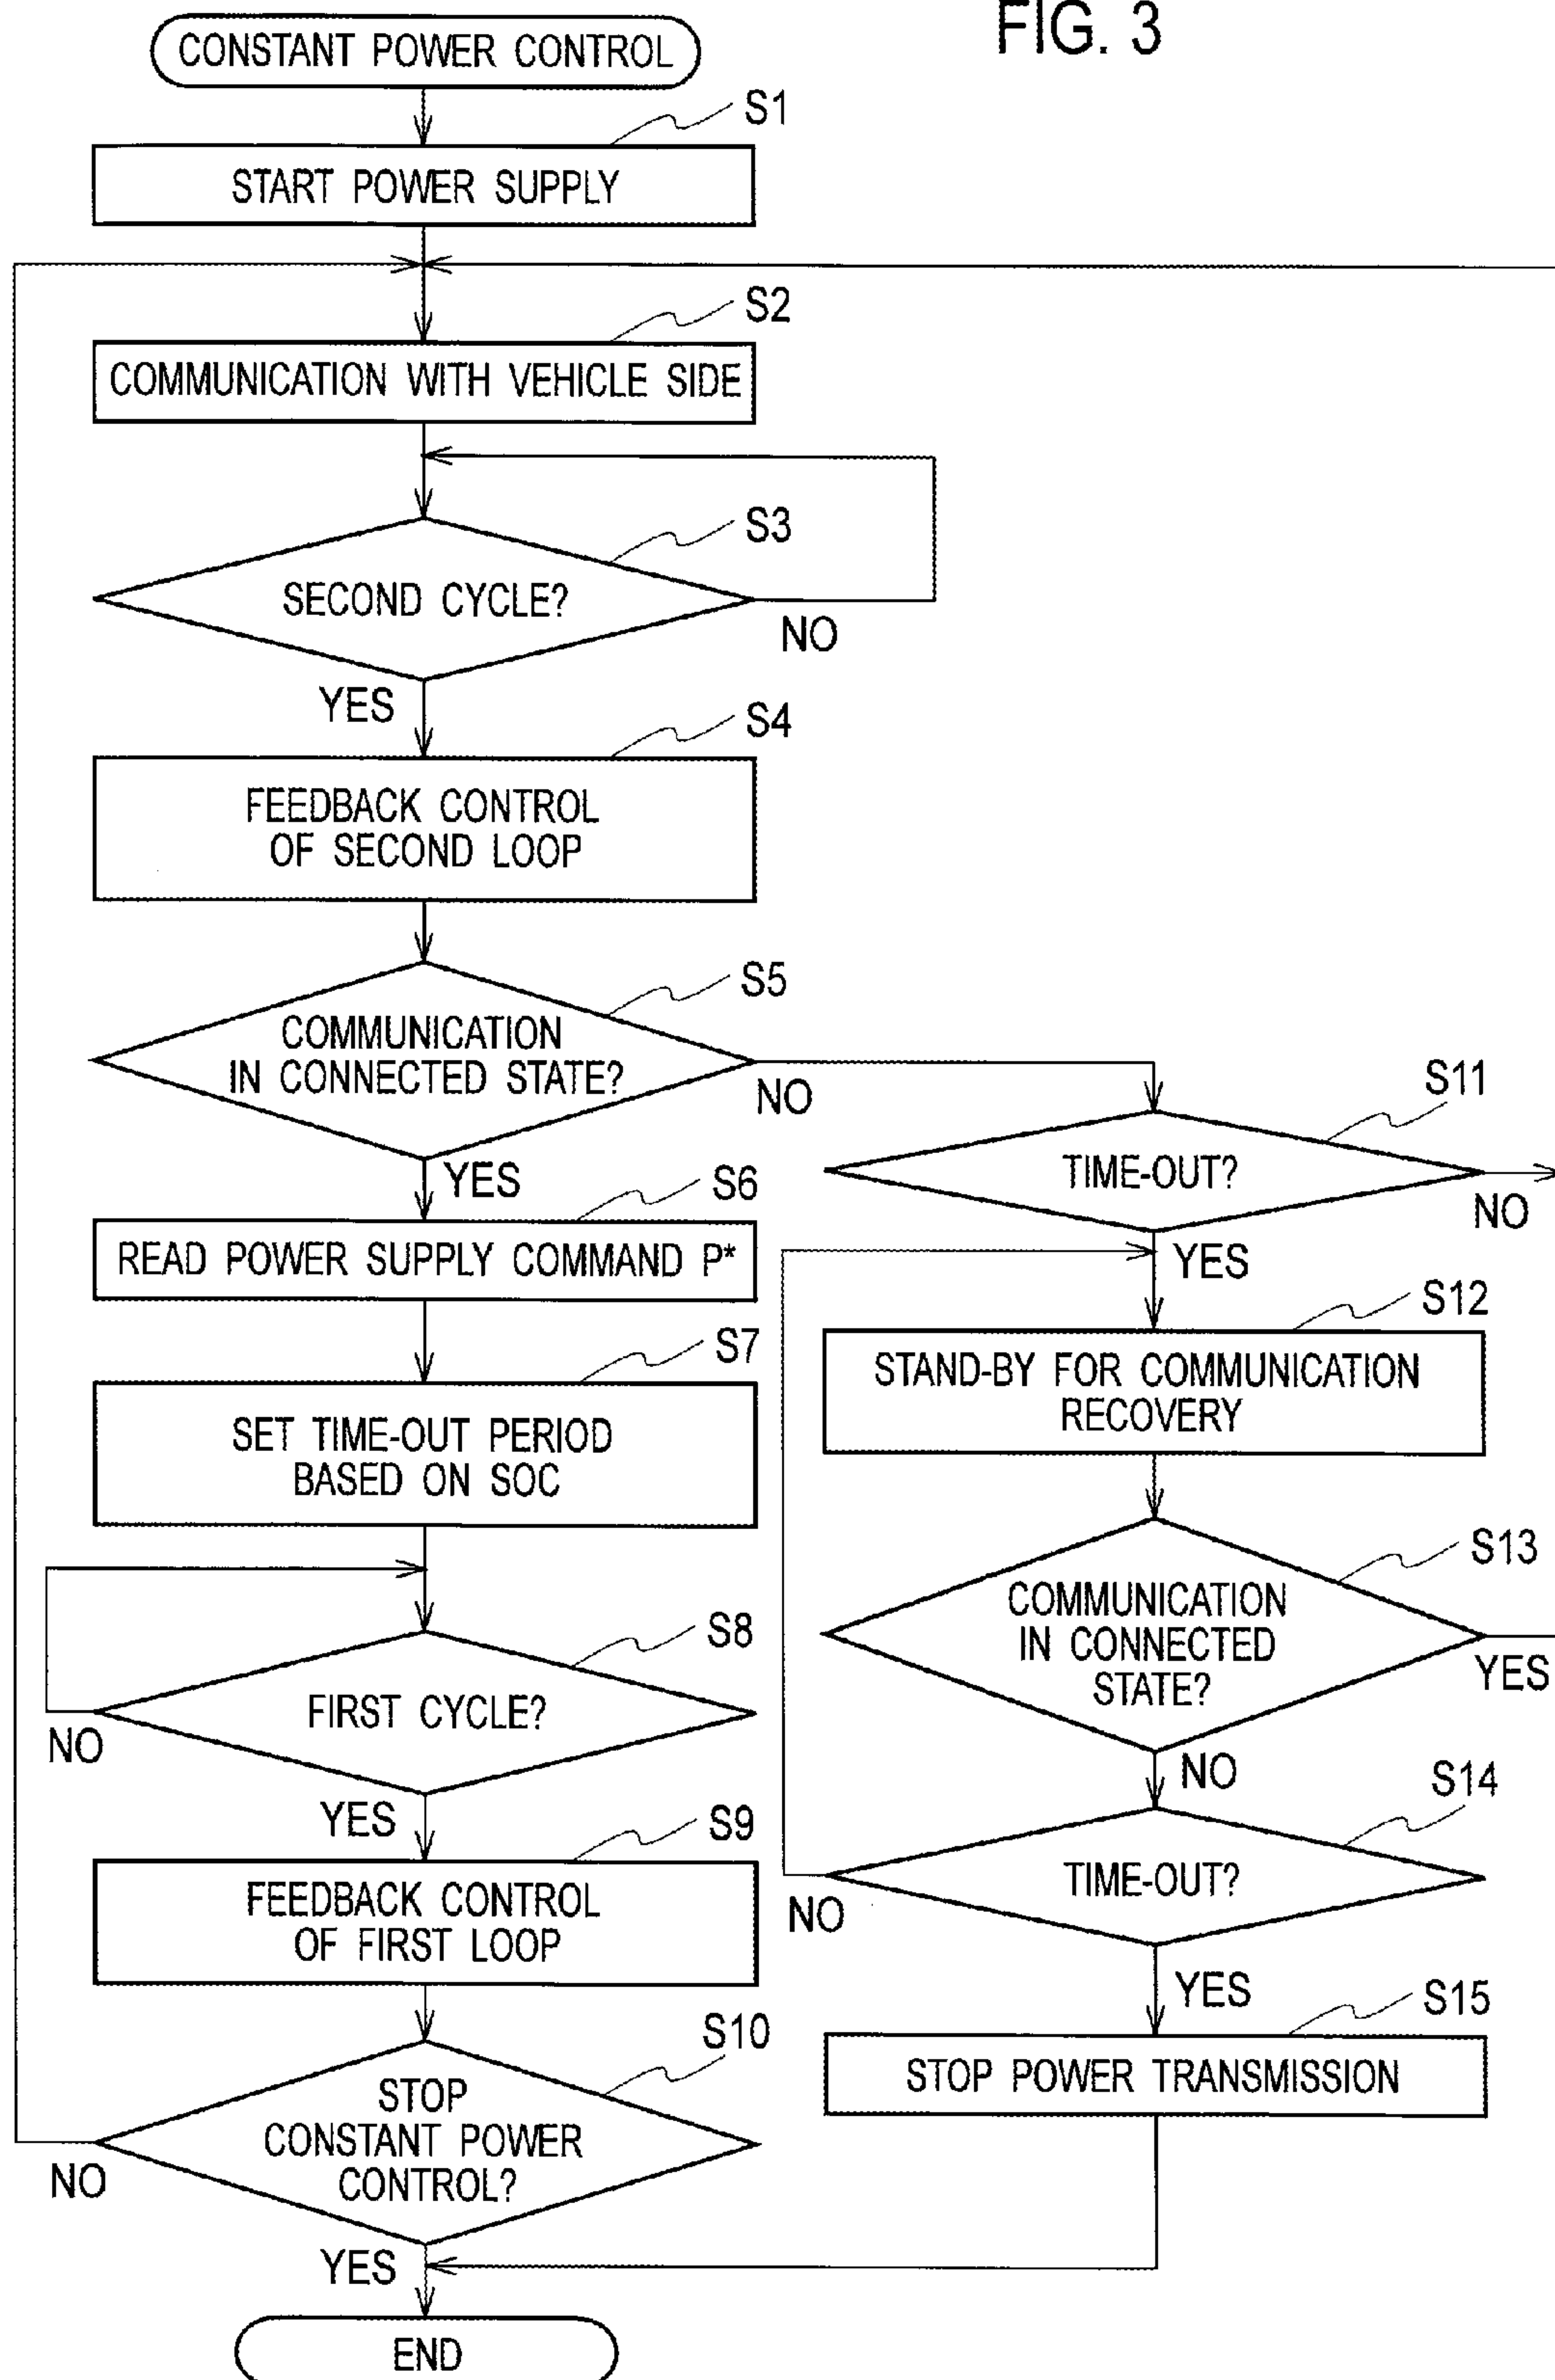 FIG. 3
CONSTANT POWER CONTROL
S1
START POWER SUPPLY
S2
COMMUNICATION WITH VEHICLE SIDE
S3
SECOND CYCLE?
NO
YES
S4
FEEDBACK CONTROL
OF SECOND LOOP
S5
COMMUNICATION
IN CONNECTED STATE?
NO
YES
S6
READ POWER SUPPLY COMMAND P*
S7
SET TIME-OUT PERIOD
BASED ON SOC
S8
FIRST CYCLE?
NO
YES
S9
FEEDBACK CONTROL
OF FIRST LOOP
S10
STOP
CONSTANT POWER
CONTROL?
NO
YES
END
S11
TIME-OUT?
NO
YES
S12
STAND-BY FOR COMMUNICATION
RECOVERY
S13
COMMUNICATION
IN CONNECTED
STATE?
YES
NO
S14
TIME-OUT?
NO
YES
S15
STOP POWER TRANSMISSION